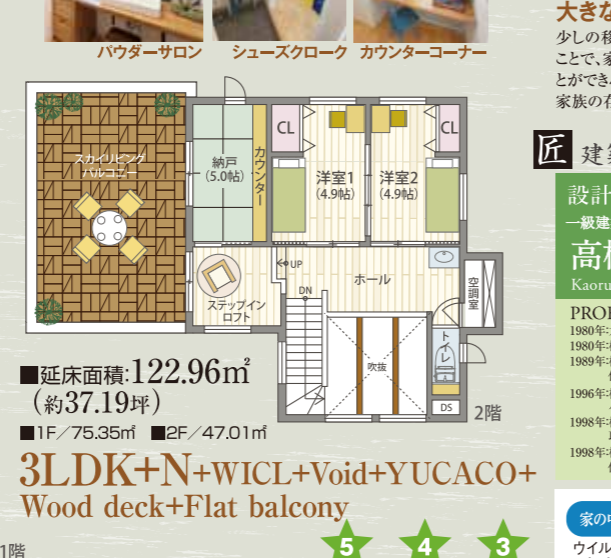 パウダーサロン シューズクローク カウンターコーナー
スカイリビング
バルコニー
納戸
(5.0帖)
カウンター
CL
洋室1
(4.9帖)
洋室2
(4.9帖)
CL
UP
ステップイン
ロフト
DN
ホール
空調室
吹抜
トイレ
DS
2階
■延床面積:122.96㎡
(約37.19坪)
■1F／75.35㎡ ■2F／47.01㎡
3LDK+N+WICL+Void+YUCACO+
Wood deck+Flat balcony
1階
5 4 3
大きな
少しの移
ことで、家
とができ
家族の存
匠 建築
設計
一級建
高
Kaoru
1980年:
1980年:
1989年:
1996年:
1998年:
1998年:
家の中
ウイル